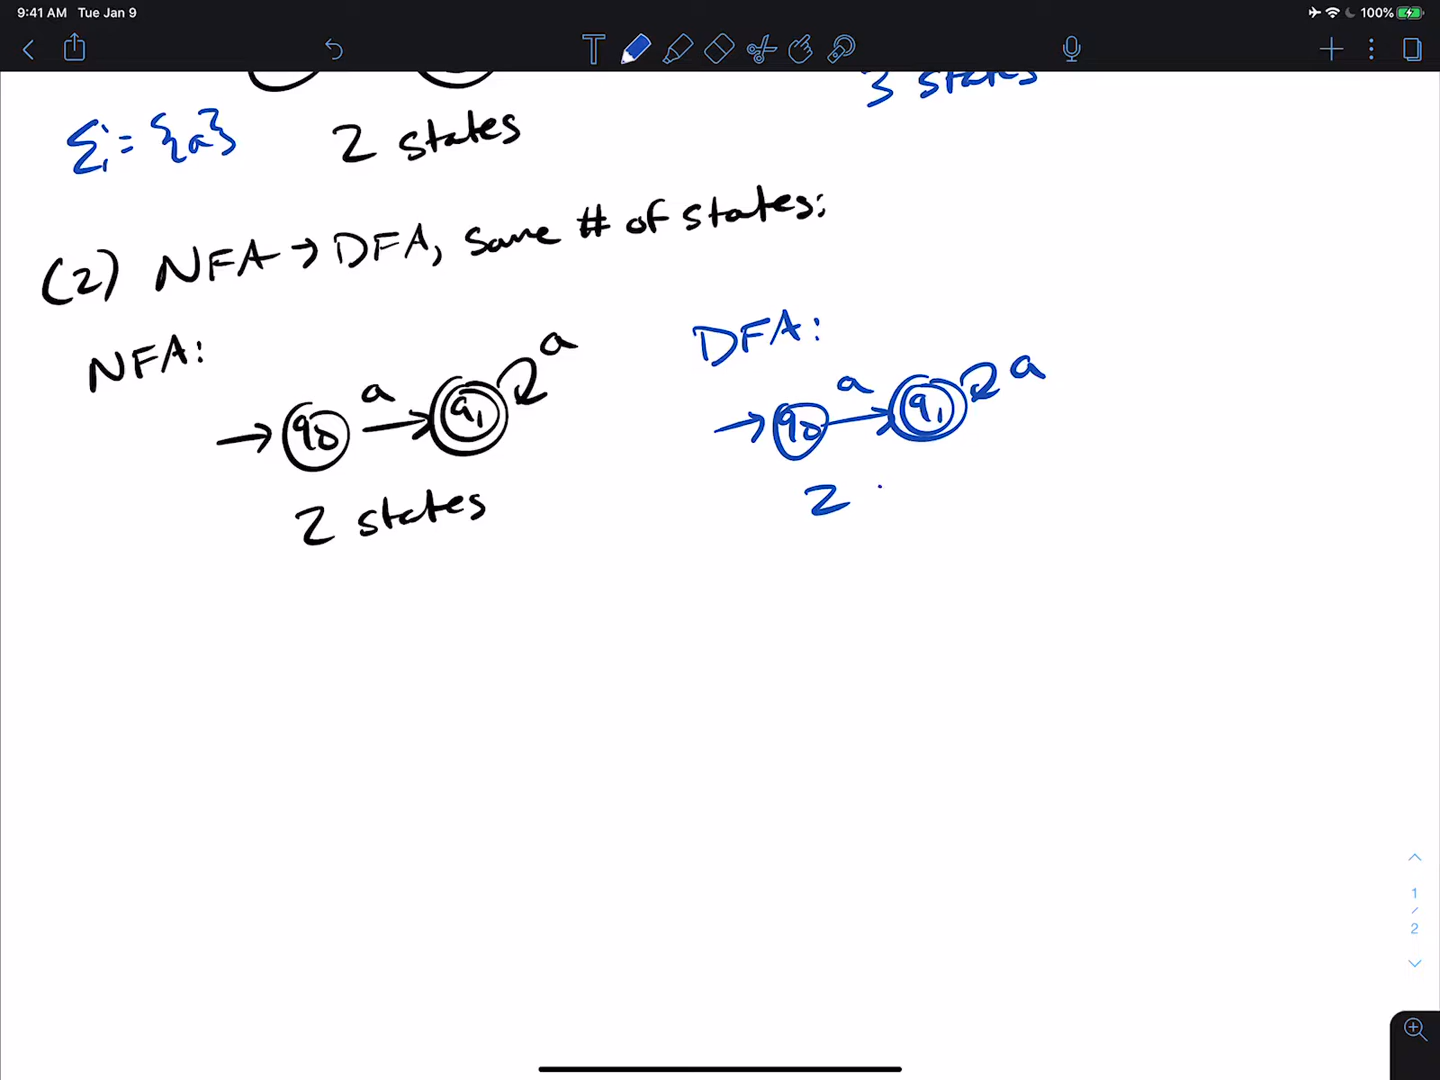 9:41 AM Tue Jan 9
100%
T
3 states
Σ = {a}
2 states
(2) NFA → DFA, same # of states:
NFA:
DFA:
a
a
a
a
q0
q1
q0
q1
2 states
2
1
/
2